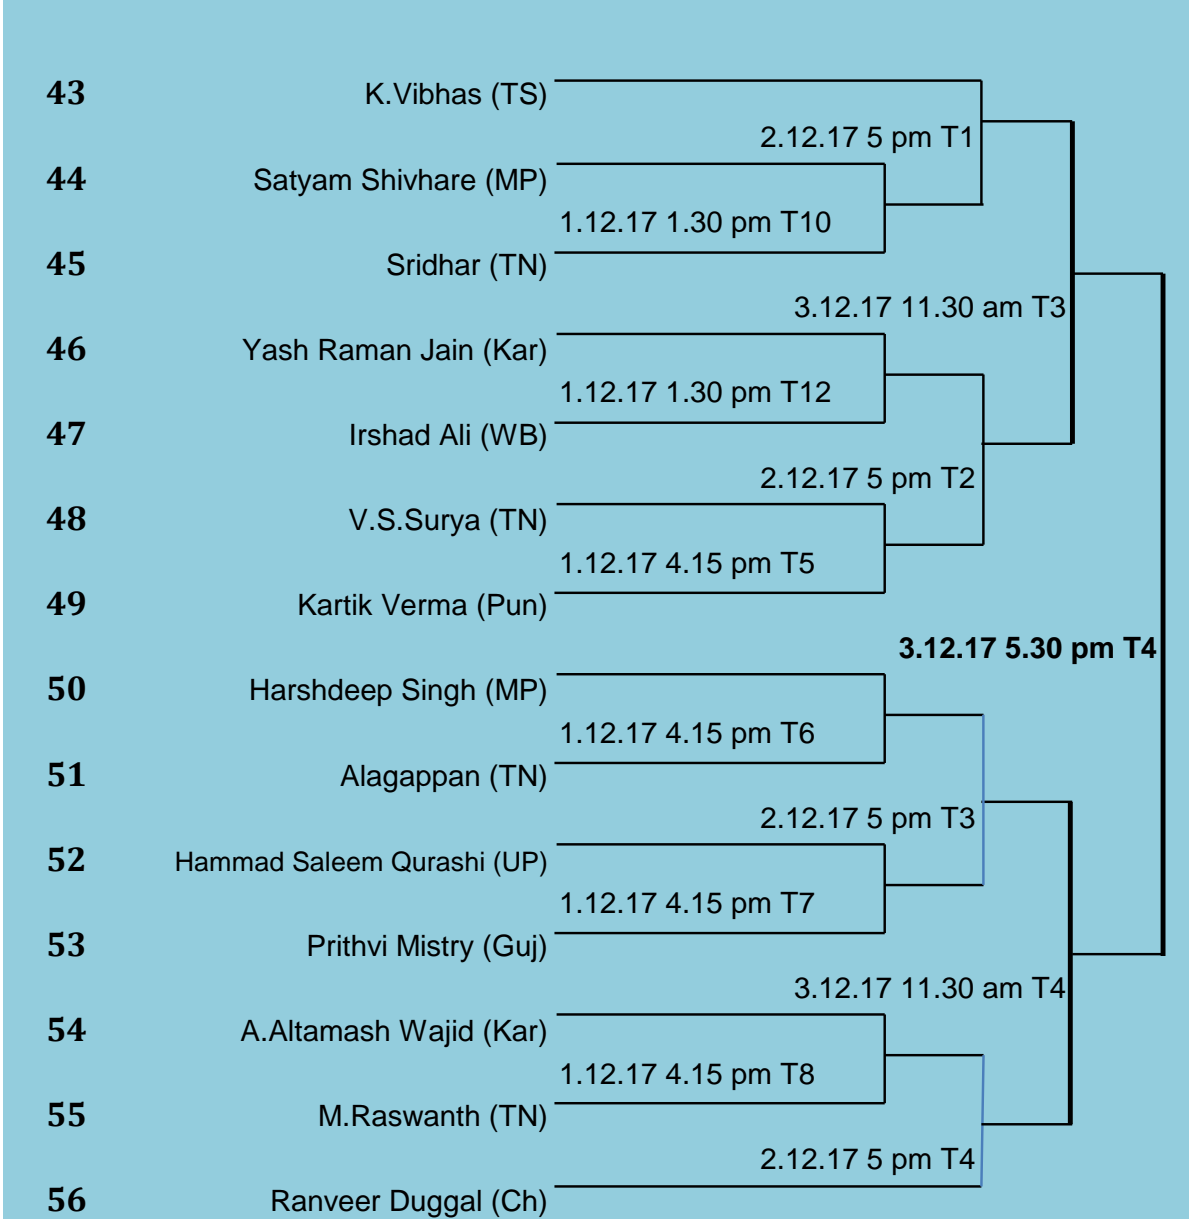 43 K.Vibhas (TS)
2.12.17 5 pm T1
44 Satyam Shivhare (MP)
1.12.17 1.30 pm T10
45 Sridhar (TN)
3.12.17 11.30 am T3
46 Yash Raman Jain (Kar)
1.12.17 1.30 pm T12
47 Irshad Ali (WB)
2.12.17 5 pm T2
48 V.S.Surya (TN)
1.12.17 4.15 pm T5
49 Kartik Verma (Pun)
3.12.17 5.30 pm T4
50 Harshdeep Singh (MP)
1.12.17 4.15 pm T6
51 Alagappan (TN)
2.12.17 5 pm T3
52 Hammad Saleem Qurashi (UP)
1.12.17 4.15 pm T7
53 Prithvi Mistry (Guj)
3.12.17 11.30 am T4
54 A.Altamash Wajid (Kar)
1.12.17 4.15 pm T8
55 M.Raswanth (TN)
2.12.17 5 pm T4
56 Ranveer Duggal (Ch)